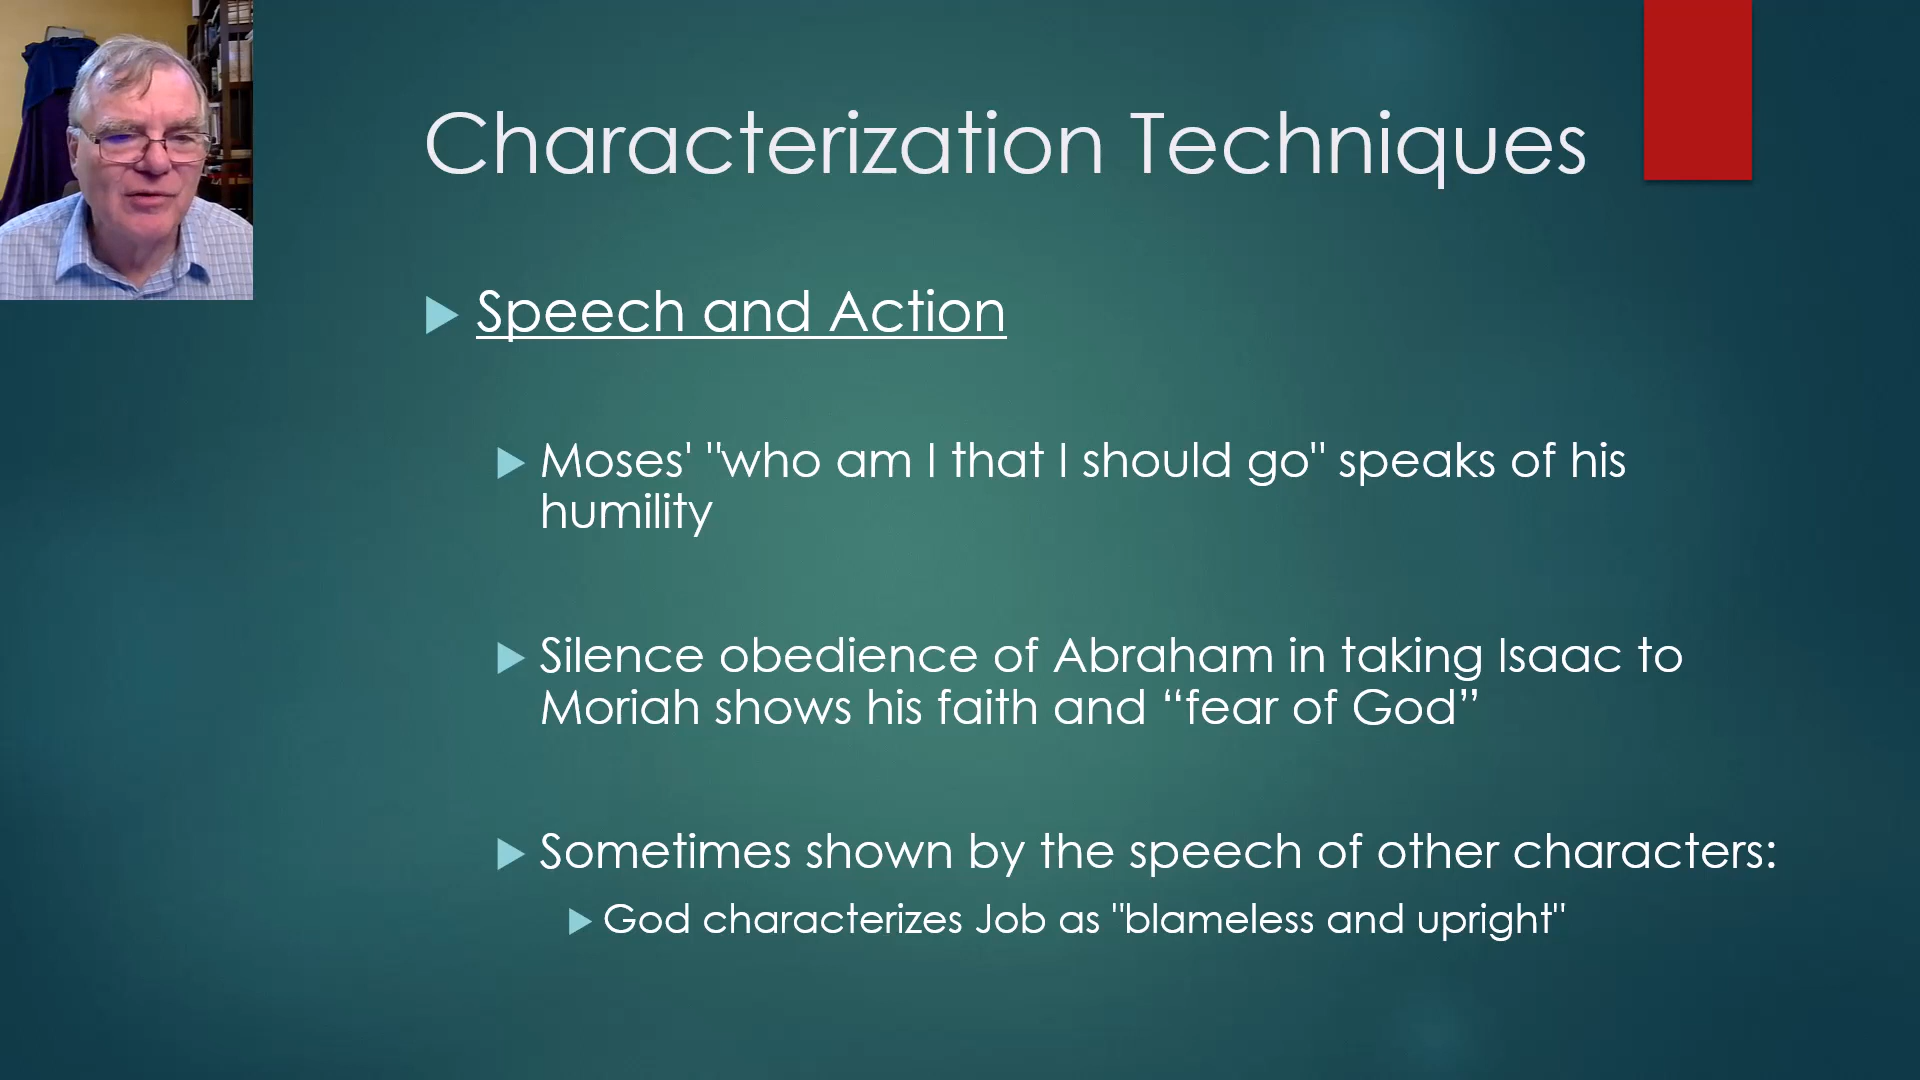 Characterization Techniques
Speech and Action
Moses' "who am I that I should go" speaks of his
humility
Silence obedience of Abraham in taking Isaac to
Moriah shows his faith and “fear of God”
Sometimes shown by the speech of other characters:
God characterizes Job as "blameless and upright"